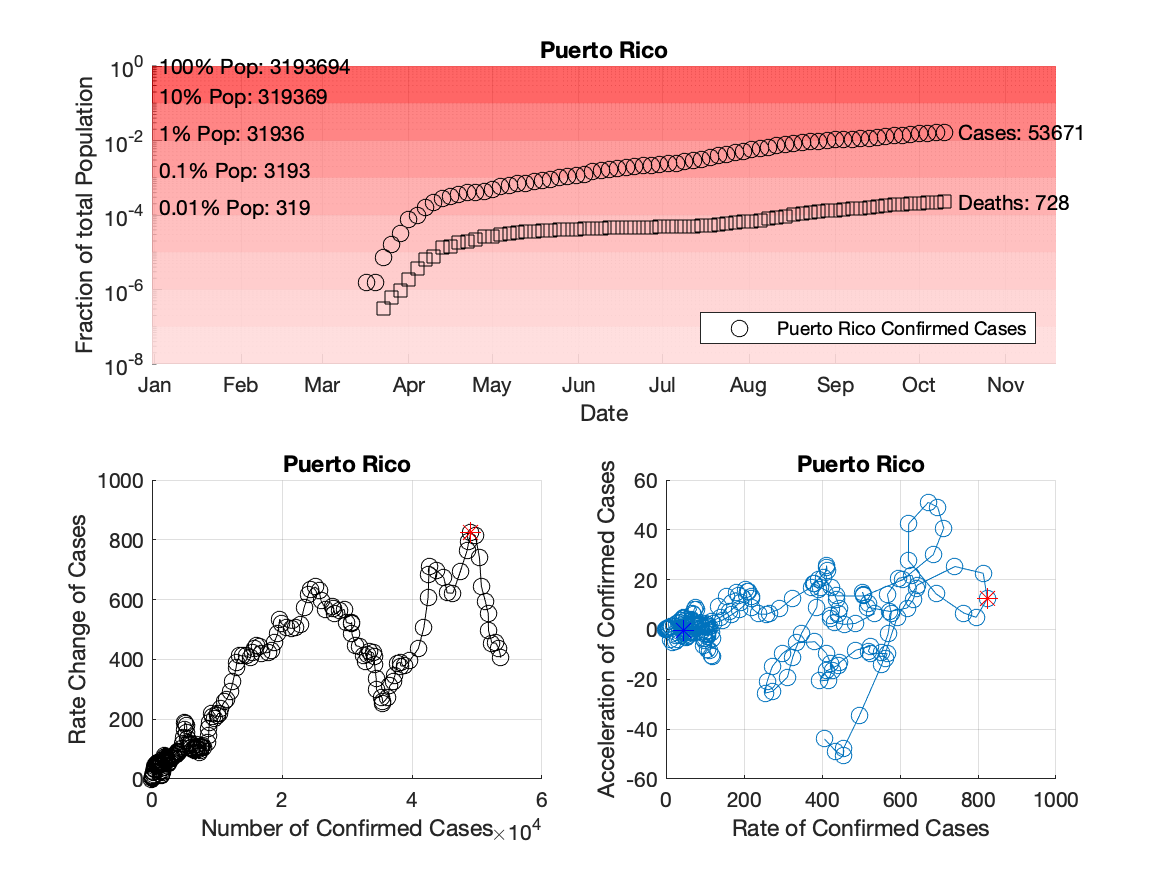 Puerto Rico
Fraction of total Population
10^0
10^-2
10^-4
10^-6
10^-8
100% Pop: 3193694
10% Pop: 319369
1% Pop: 31936
0.1% Pop: 3193
0.01% Pop: 319
Cases: 53671
Deaths: 728
Puerto Rico Confirmed Cases
Jan Feb Mar Apr May Jun Jul Aug Sep Oct Nov
Date
Puerto Rico
Rate Change of Cases
1000
800
600
400
200
0
0 2 4 6
Number of Confirmed Cases ×10^4
Puerto Rico
Acceleration of Confirmed Cases
60
40
20
0
-20
-40
-60
0 200 400 600 800 1000
Rate of Confirmed Cases